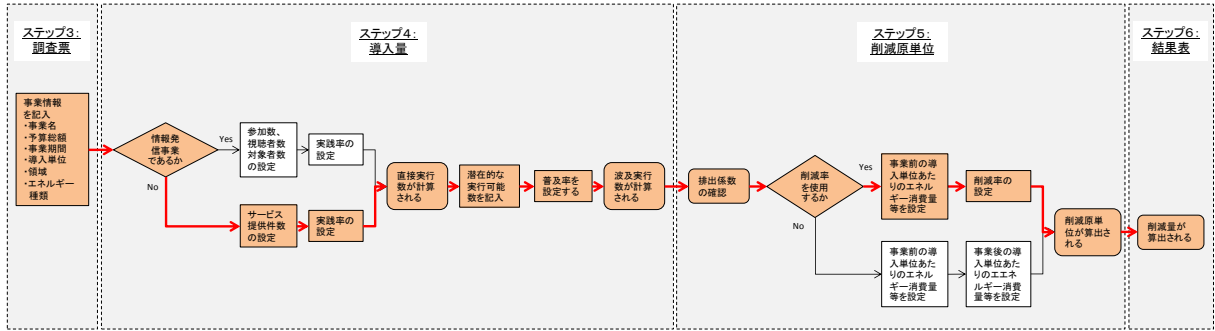 ステップ3:
調査票
事業情報
を記入
・事業名
・予算総額
・事業期間
・導入単位
・領域
・エネルギー
種類
ステップ4:
導入量
情報発
信事業
であるか
Yes
No
参加数、
視聴者数
対象者数
の設定
実践率の
設定
サービス
提供件数
の設定
実践率の
設定
直接実行
数が計算
される
潜在的な
実行可能
数を記入
普及率を
設定する
波及実行
数が計算
される
ステップ5:
削減原単位
排出係数
の確認
削減率
を使用
するか
Yes
No
事業前の導
入単位あ
たりのエネル
ギー消費量
等を設定
削減率の
設定
事業前の導
入単位あた
りのエネル
ギー消費量
等を設定
事業後の導
入単位あた
りのエエネ
ルギー消費
量等を設定
削減原単
位が算出さ
れる
ステップ6:
結果表
削減量が
算出される